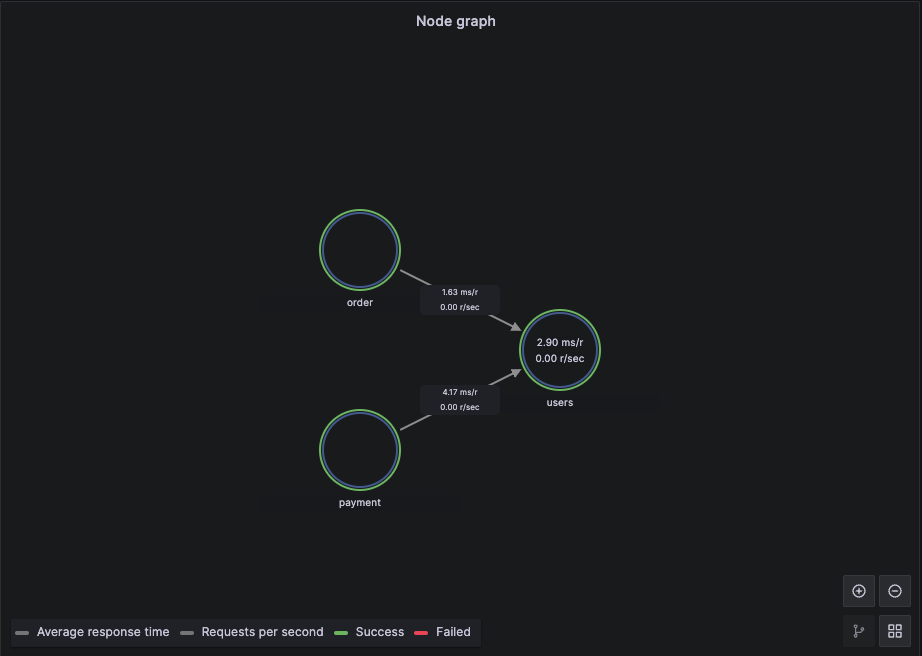 Node graph
order
1.63 ms/r
0.00 r/sec
2.90 ms/r
0.00 r/sec
users
4.17 ms/r
0.00 r/sec
payment
Average response time
Requests per second
Success
Failed